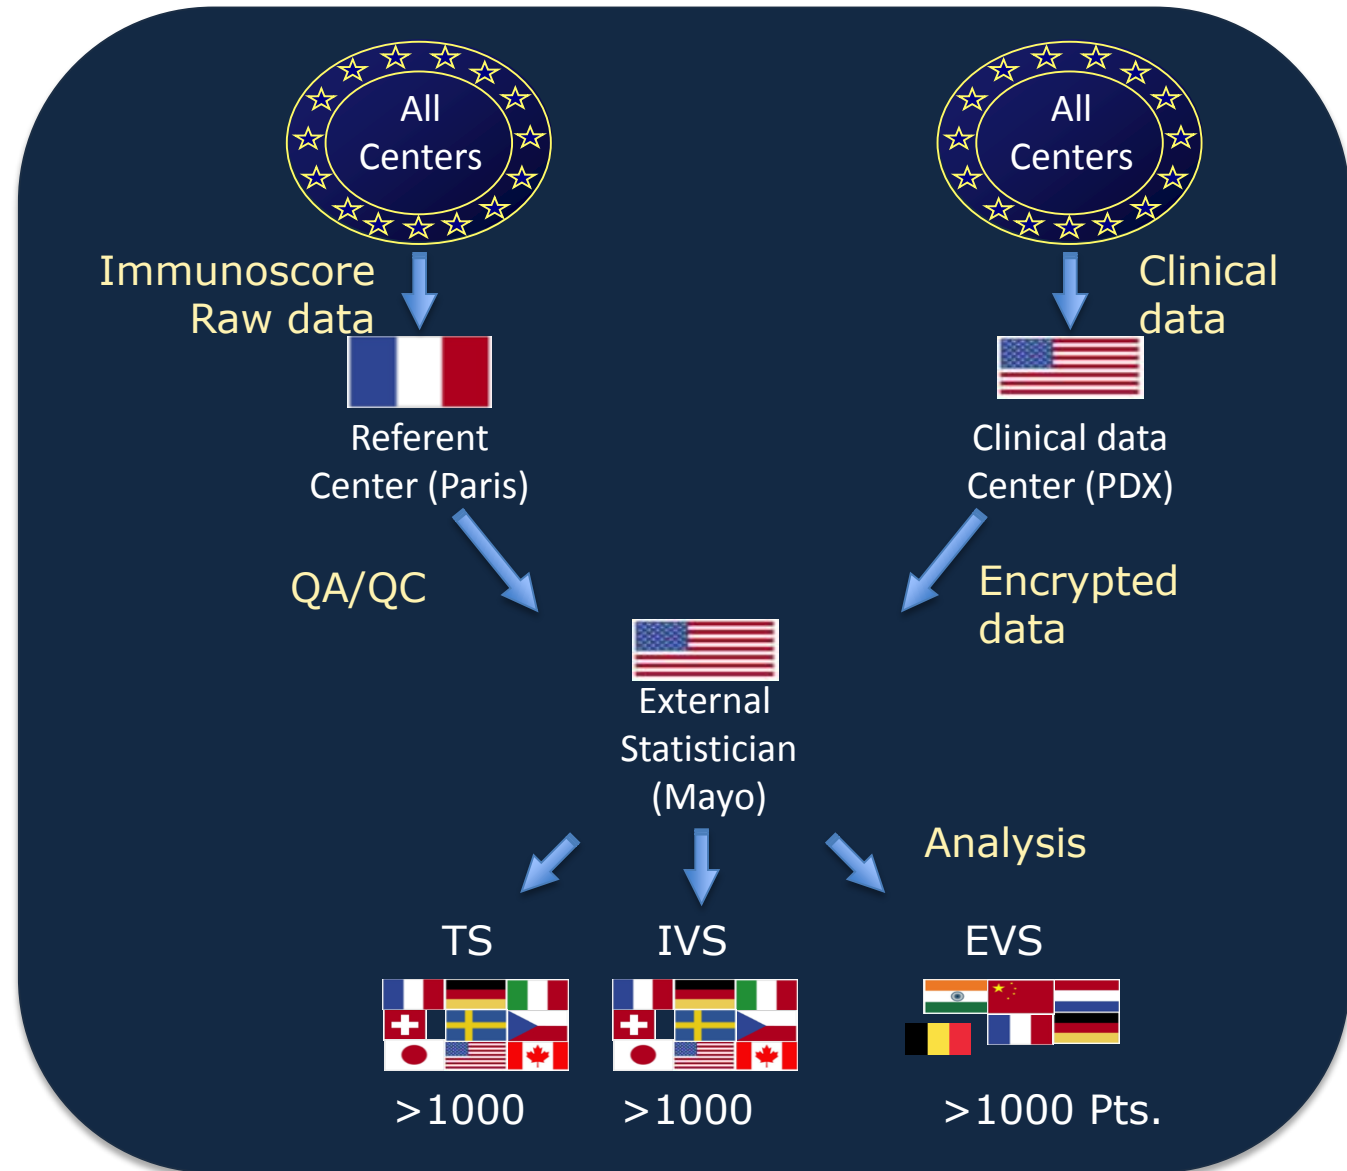 All
Centers
All
Centers
Immunoscore
Raw data
Clinical
data
Referent
Center (Paris)
Clinical data
Center (PDX)
QA/QC
Encrypted
data
External
Statistician
(Mayo)
Analysis
TS
IVS
EVS
>1000
>1000
>1000 Pts.